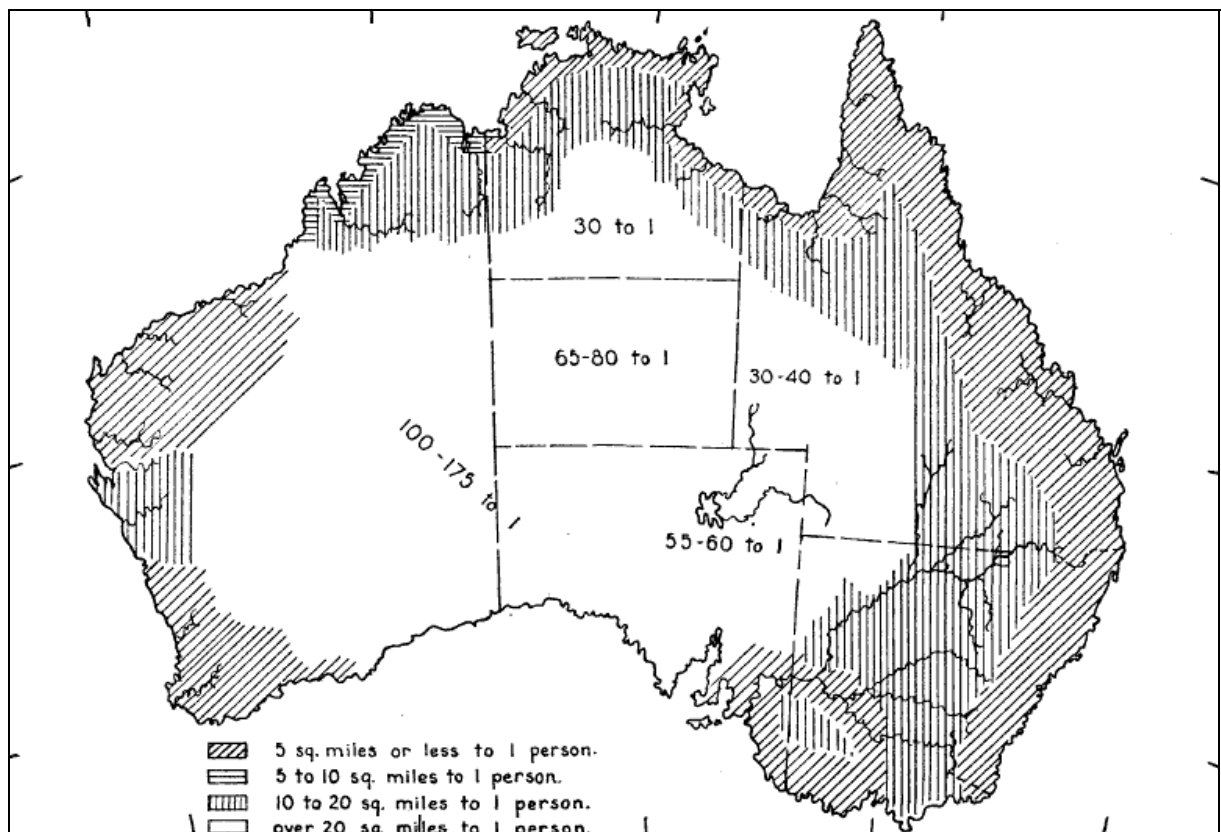 30 to 1
65-80 to 1
30-40 to 1
100-175 to 1
55-60 to 1
5 sq. miles or less to 1 person.
5 to 10 sq. miles to 1 person.
10 to 20 sq. miles to 1 person.
over 20 sq. miles to 1 person.